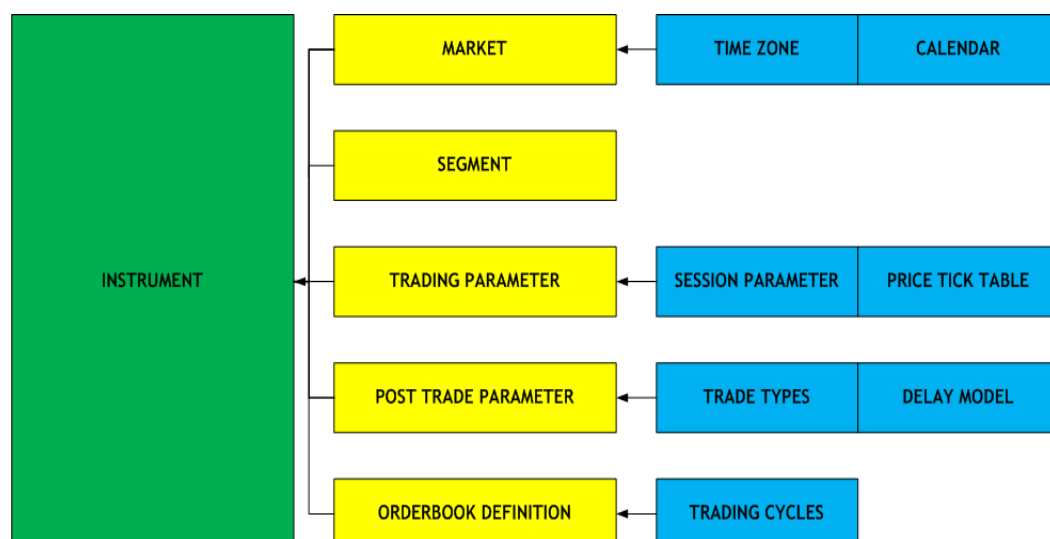 MARKET
TIME ZONE
CALENDAR
SEGMENT
INSTRUMENT
TRADING PARAMETER
SESSION PARAMETER
PRICE TICK TABLE
POST TRADE PARAMETER
TRADE TYPES
DELAY MODEL
ORDERBOOK DEFINITION
TRADING CYCLES